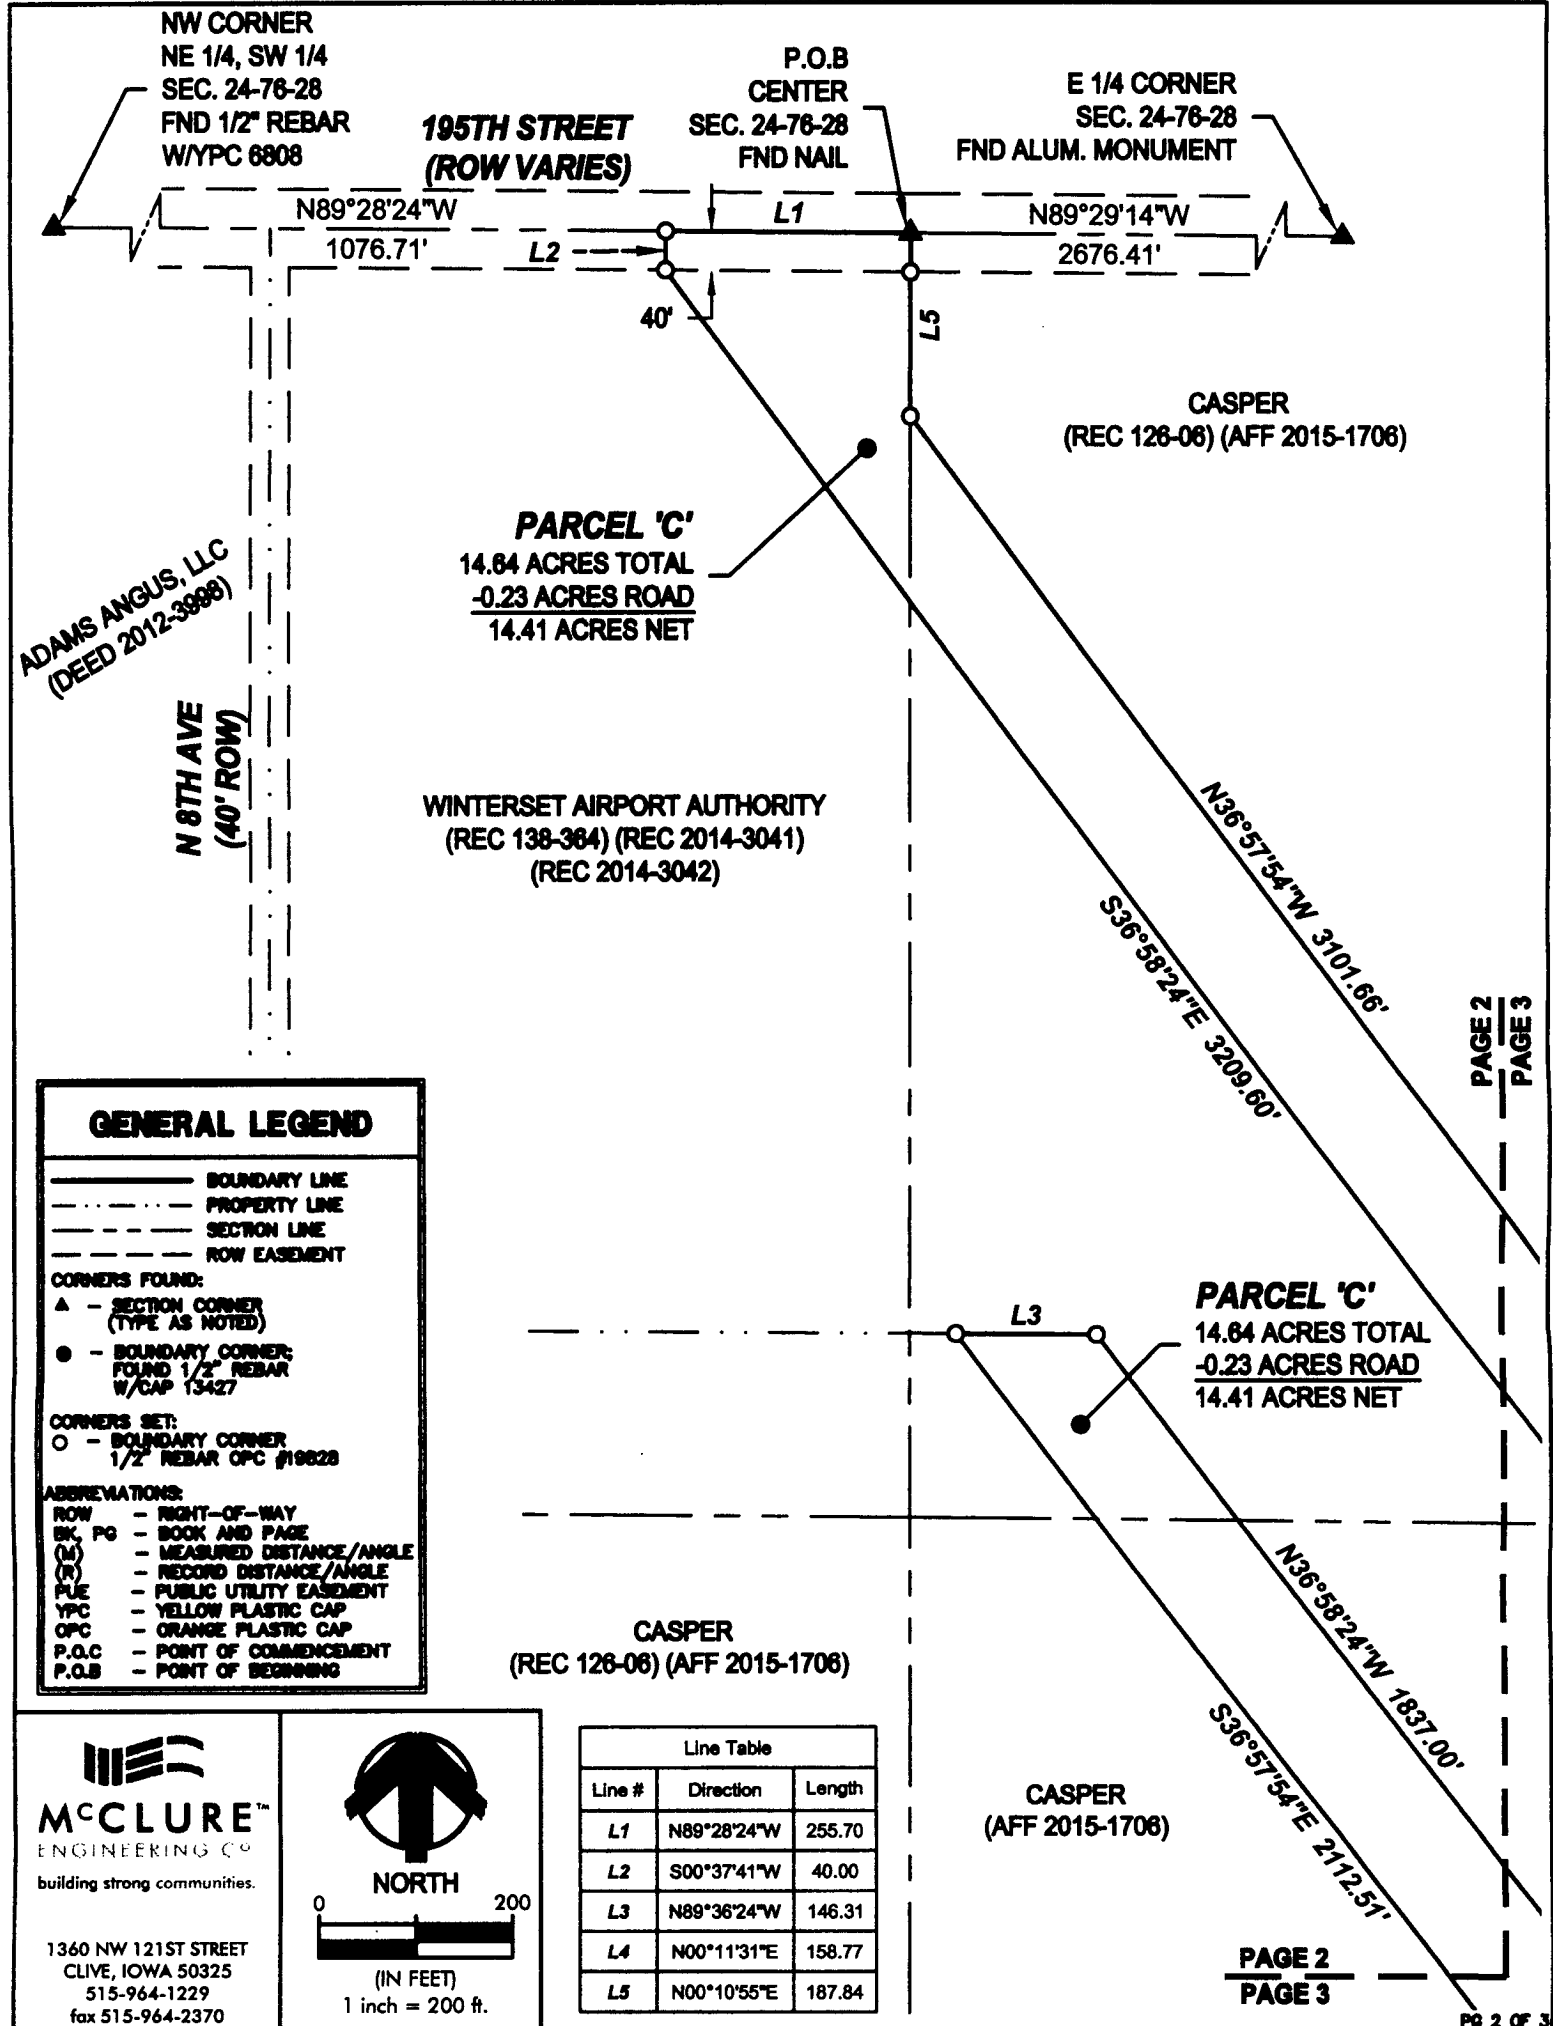 NW CORNER
NE 1/4, SW 1/4
SEC. 24-76-28
FND 1/2" REBAR
W/YPC 6808
195TH STREET
(ROW VARIES)
P.O.B
CENTER
SEC. 24-76-28
FND NAIL
E 1/4 CORNER
SEC. 24-76-28
FND ALUM. MONUMENT
N89°28'24"W
1076.71'
L1
L2
N89°29'14"W
2676.41'
40'
L5
CASPER
(REC 126-06) (AFF 2015-1706)
PARCEL 'C'
14.64 ACRES TOTAL
-0.23 ACRES ROAD
14.41 ACRES NET
ADAMS ANGUS, LLC
(DEED 2012-3998)
N 8TH AVE
(40' ROW)
WINTERSET AIRPORT AUTHORITY
(REC 138-364) (REC 2014-3041)
(REC 2014-3042)
N36°57'54"W 3101.66'
S36°58'24"E 3209.60'
PAGE 2
PAGE 3
GENERAL LEGEND
BOUNDARY LINE
PROPERTY LINE
SECTION LINE
ROW EASEMENT
CORNERS FOUND:
- SECTION CORNER
(TYPE AS NOTED)
- BOUNDARY CORNER;
FOUND 1/2" REBAR
W/CAP 13427
CORNERS SET:
- BOUNDARY CORNER
1/2" REBAR OPC #19828
ABBREVIATIONS:
ROW - RIGHT-OF-WAY
BK, PG - BOOK AND PAGE
(M) - MEASURED DISTANCE/ANGLE
(R) - RECORD DISTANCE/ANGLE
PUE - PUBLIC UTILITY EASEMENT
YPC - YELLOW PLASTIC CAP
OPC - ORANGE PLASTIC CAP
P.O.C - POINT OF COMMENCEMENT
P.O.B - POINT OF BEGINNING
L3
PARCEL 'C'
14.64 ACRES TOTAL
-0.23 ACRES ROAD
14.41 ACRES NET
N36°58'24"W 1837.00'
S36°57'54"E 2112.51'
CASPER
(REC 126-06) (AFF 2015-1706)
CASPER
(AFF 2015-1706)
McCLURE™
ENGINEERING Co
building strong communities.
1360 NW 121ST STREET
CLIVE, IOWA 50325
515-964-1229
fax 515-964-2370
NORTH
0 200
(IN FEET)
1 inch = 200 ft.
Line Table
Line # Direction Length
L1 N89°28'24"W 255.70
L2 S00°37'41"W 40.00
L3 N89°36'24"W 146.31
L4 N00°11'31"E 158.77
L5 N00°10'55"E 187.84
PAGE 2
PAGE 3
PG 2 OF 3